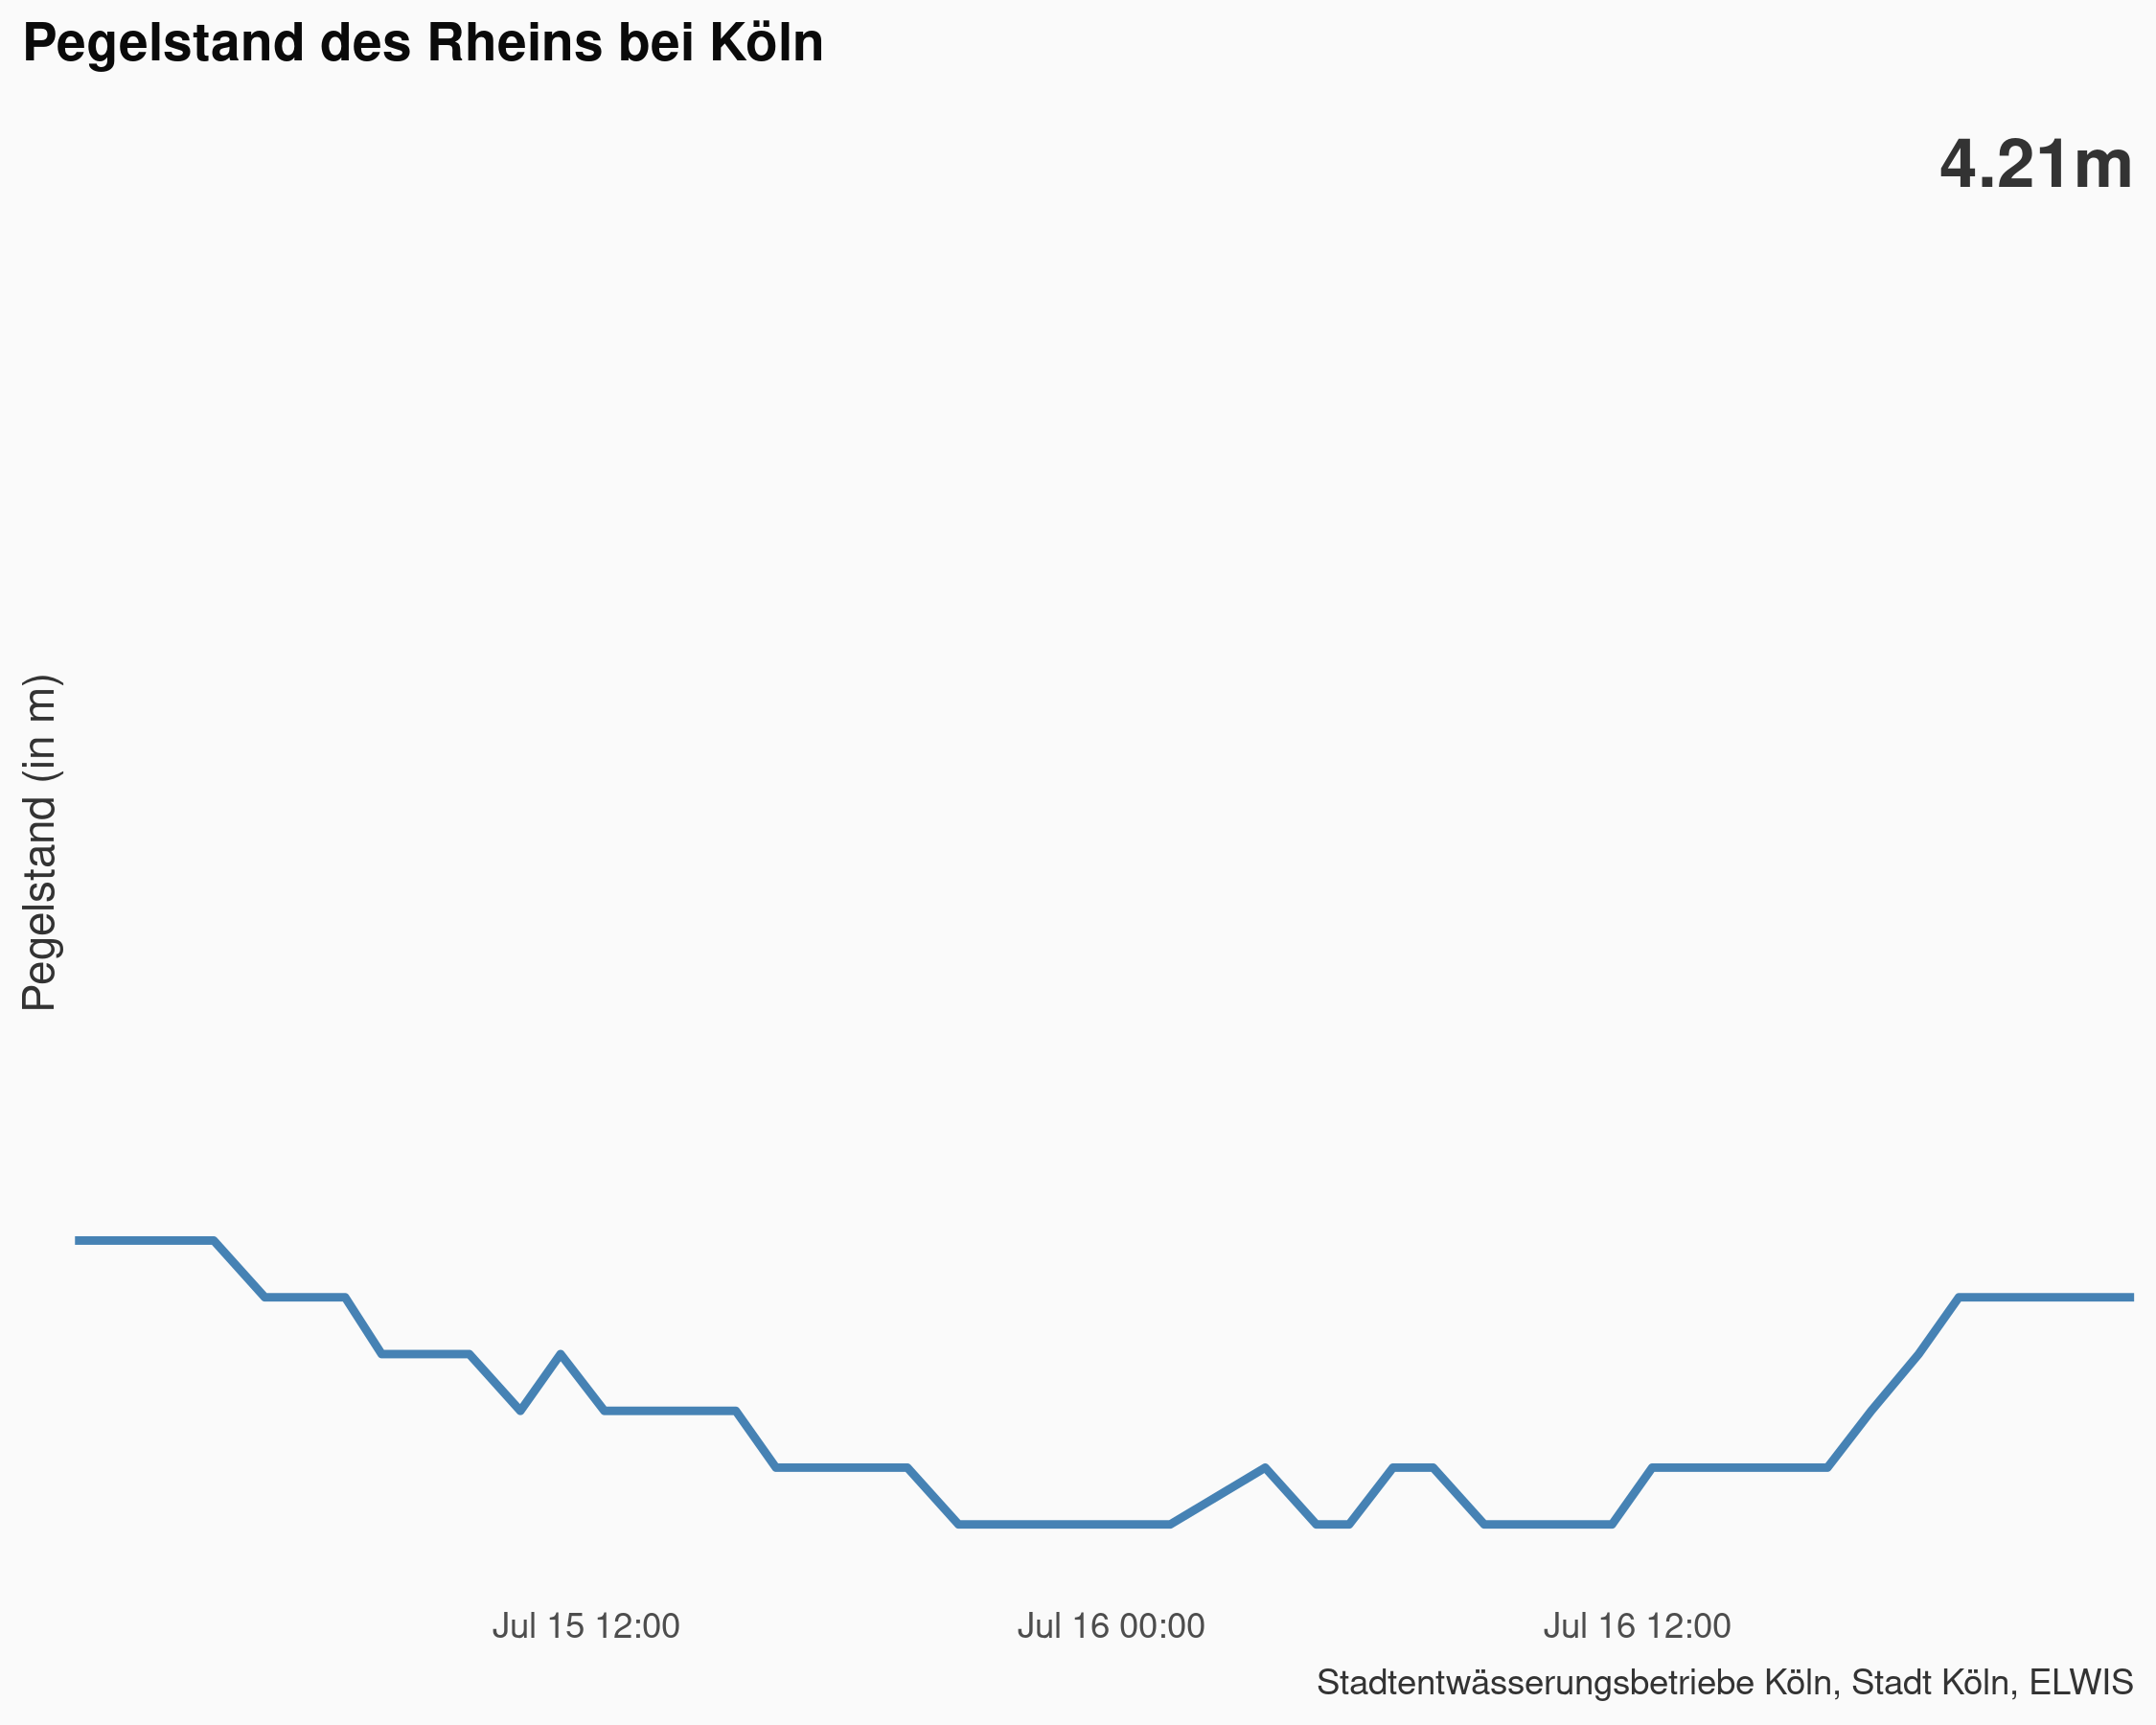 Pegelstand des Rheins bei Köln
4.21m
Pegelstand (in m)
Jul 15 12:00
Jul 16 00:00
Jul 16 12:00
Stadtentwässerungsbetriebe Köln, Stadt Köln, ELWIS